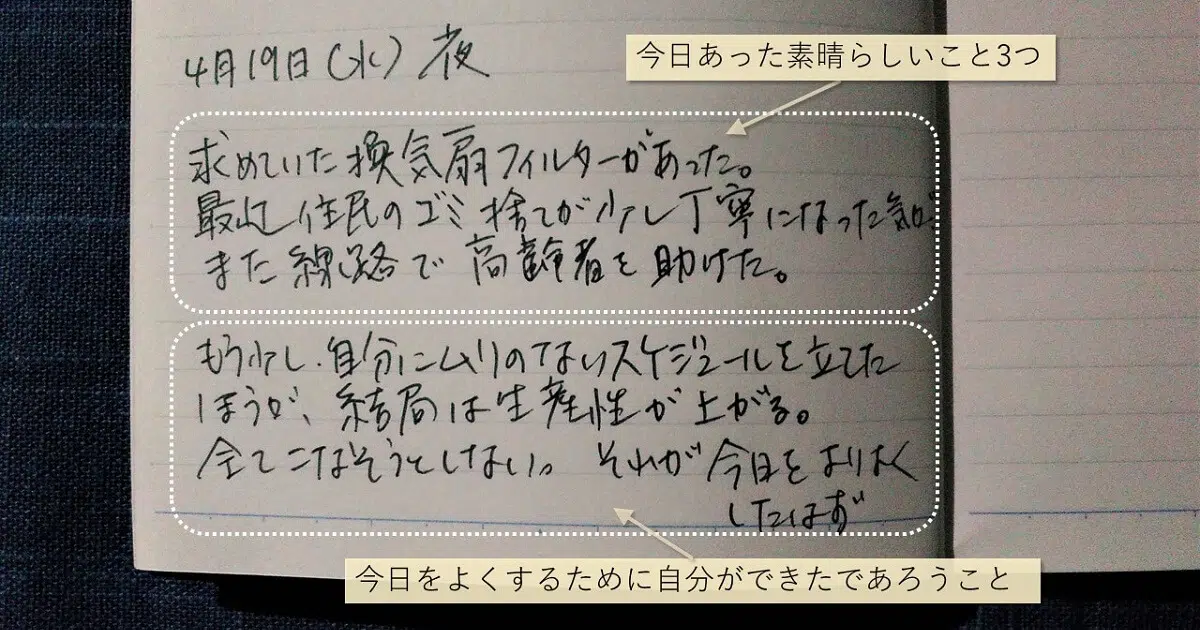 4月19日(水) 夜
今日あった素晴らしいこと3つ
求めていた換気扇フィルターがあった。
最近住民のゴミ捨てが少し丁寧になった気が
また線路で高齢者を助けた。
もう少し、自分にムリのないスケジュールを立てた
ほうが、結局は生産性が上がる。
全てこなそうとしない。 それが今日をよりよく
したはず
今日をよくするために自分ができたであろうこと